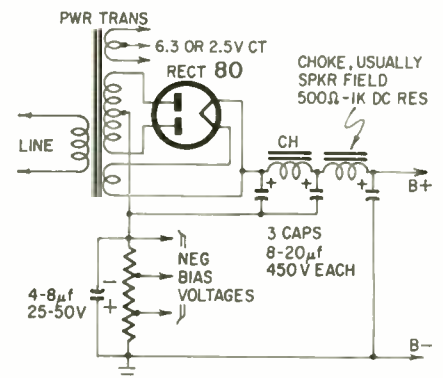 PWR TRANS
6.3 OR 2.5V CT
RECT 80
CHOKE, USUALLY
SPKR FIELD
500Ω-1K DC RES
LINE
CH
+
+
+
B+
3 CAPS
8-20µf
450V EACH
NEG
BIAS
VOLTAGES
4-8µf
25-50V
−
+
B−